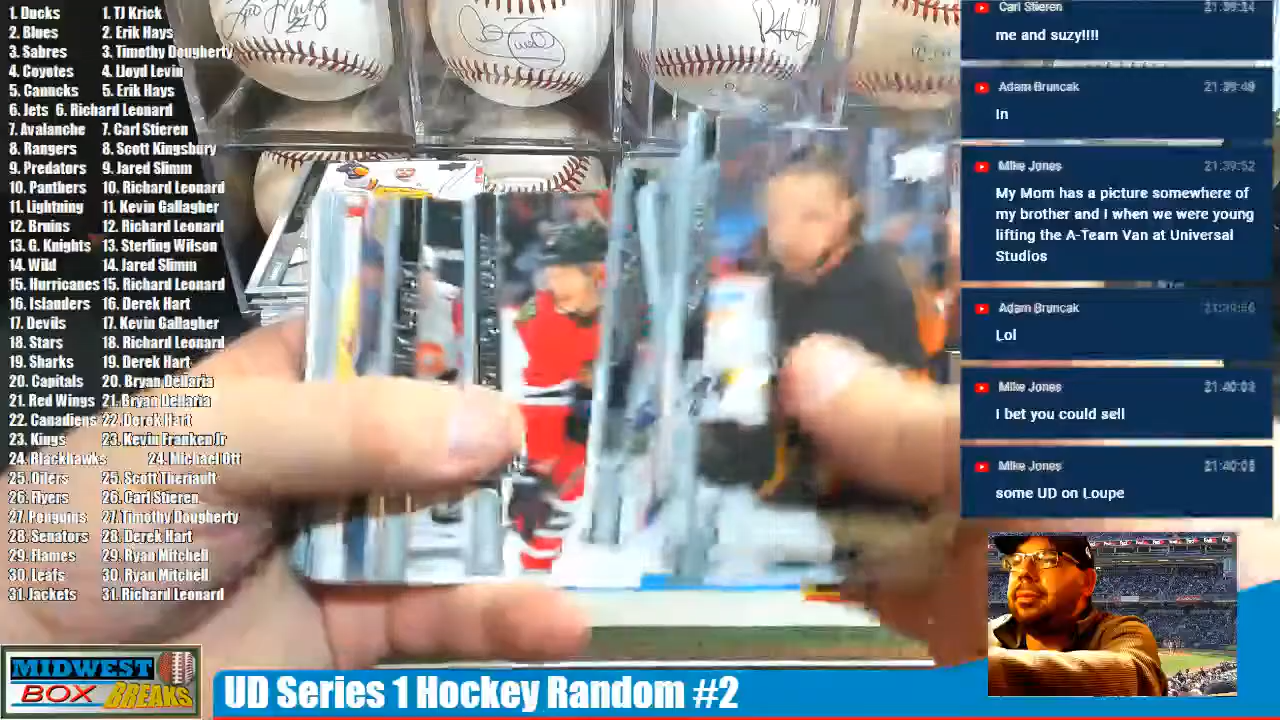 1. Ducks 1. TJ Krick
2. Blues 2. Erik Hays
3. Sabres 3. Timothy Dougherty
4. Coyotes 4. Lloyd Levin
5. Canucks 5. Erik Hays
6. Jets 6. Richard Leonard
7. Avalanche 7. Carl Stieren
8. Rangers 8. Scott Kingsbury
9. Predators 9. Jared Slimm
10. Panthers 10. Richard Leonard
11. Lightning 11. Kevin Gallagher
12. Bruins 12. Richard Leonard
13. G. Knights 13. Sterling Wilson
14. Wild 14. Jared Slimm
15. Hurricanes 15. Richard Leonard
16. Islanders 16. Derek Hart
17. Devils 17. Kevin Gallagher
18. Stars 18. Richard Leonard
19. Sharks 19. Derek Hart
20. Capitals 20. Bryan Dellaria
21. Red Wings 21. Bryan Dellaria
22. Canadiens 22. Derek Hart
23. Kings 23. Kevin Franken Jr
24. Blackhawks 24. Michael Ott
25. Oilers 25. Scott Theriault
26. Flyers 26. Carl Stieren
27. Penguins 27. Timothy Dougherty
28. Senators 28. Derek Hart
29. Flames 29. Ryan Mitchell
30. Leafs 30. Ryan Mitchell
31. Jackets 31. Richard Leonard
Carl Stieren 21:39:24
me and suzy!!!!
Adam Bruncak 21:39:49
In
Mike Jones 21:39:52
My Mom has a picture somewhere of
my brother and I when we were young
lifting the A-Team Van at Universal
Studios
Adam Bruncak 21:39:56
Lol
Mike Jones 21:40:03
I bet you could sell
Mike Jones 21:40:05
some UD on Loupe
MIDWEST
BOX BREAKS
UD Series 1 Hockey Random #2